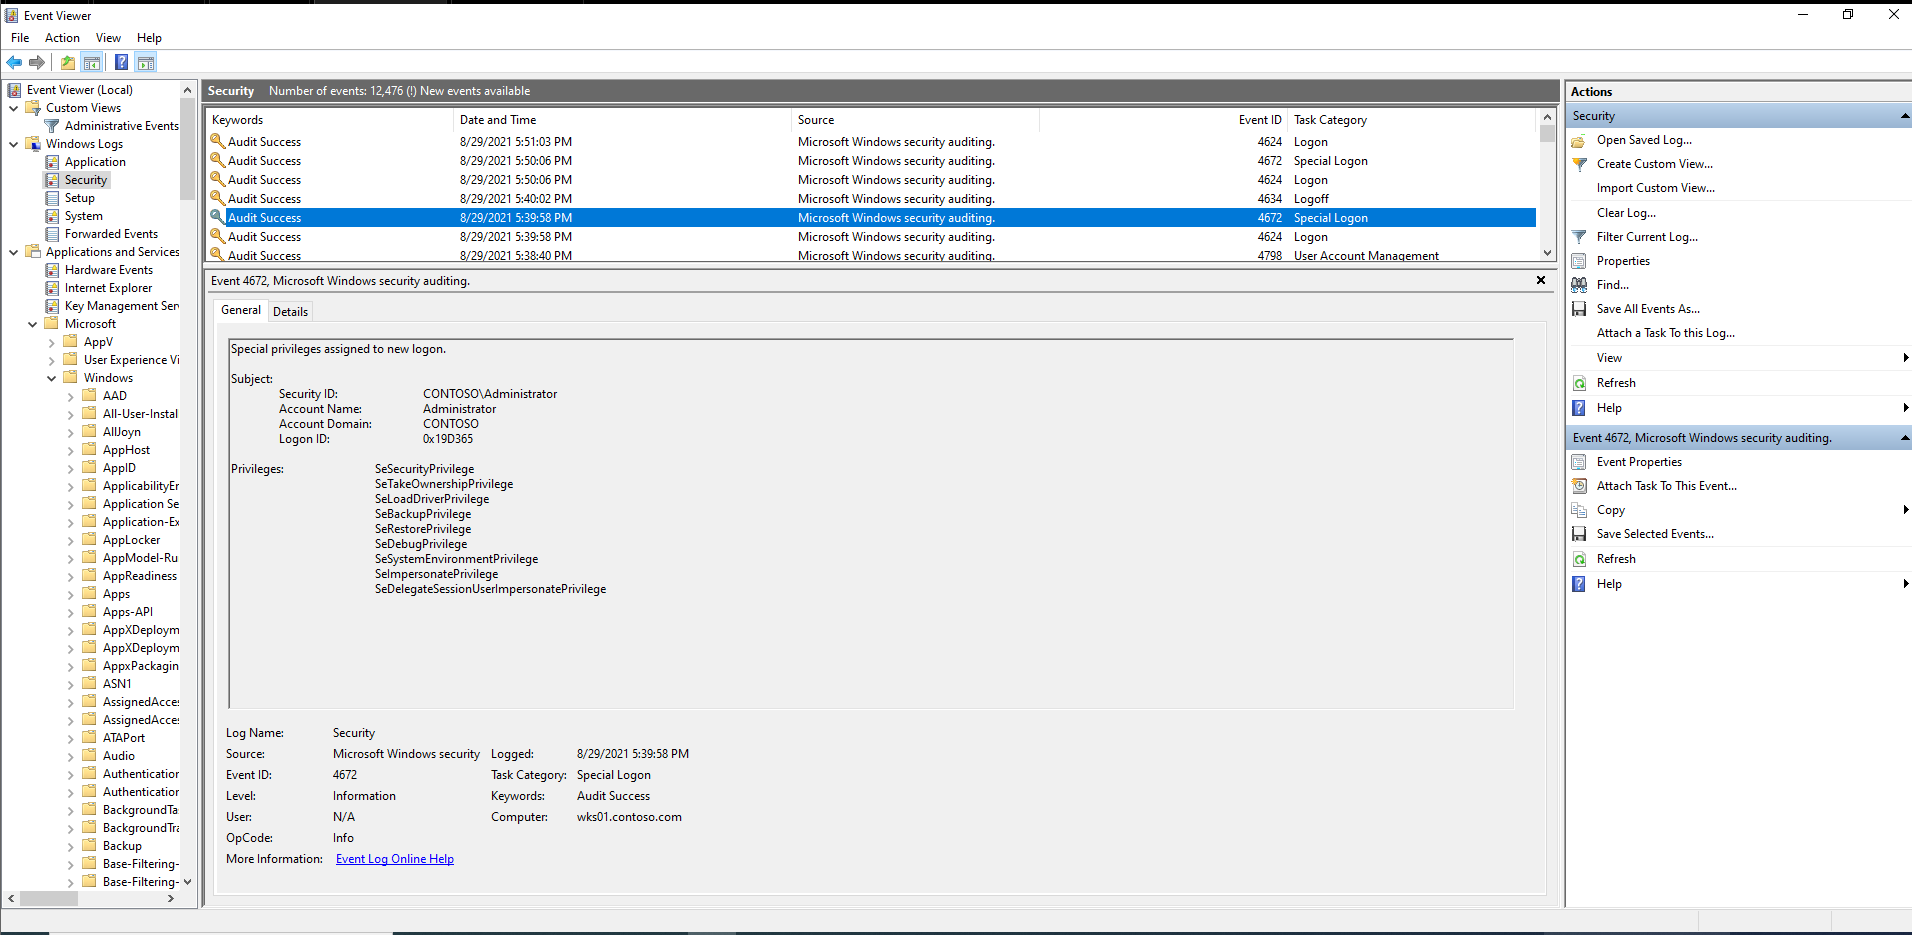 Event Viewer
File Action View Help
Event Viewer (Local)
Custom Views
Administrative Events
Windows Logs
Application
Security
Setup
System
Forwarded Events
Applications and Services
Hardware Events
Internet Explorer
Key Management Ser
Microsoft
AppV
User Experience Vi
Windows
AAD
All-User-Instal
AllJoyn
AppHost
AppID
ApplicabilityEr
Application Se
Application-Ex
AppLocker
AppModel-Ru
AppReadiness
Apps
Apps-API
AppXDeploym
AppXDeploym
AppxPackagin
ASN1
AssignedAcces
AssignedAcces
ATAPort
Audio
Authentication
Authentication
BackgroundTa
BackgroundTra
Backup
Base-Filtering-
Base-Filtering-
Security Number of events: 12,476 (!) New events available
Keywords Date and Time Source Event ID Task Category
Audit Success 8/29/2021 5:51:03 PM Microsoft Windows security auditing. 4624 Logon
Audit Success 8/29/2021 5:50:06 PM Microsoft Windows security auditing. 4672 Special Logon
Audit Success 8/29/2021 5:50:06 PM Microsoft Windows security auditing. 4624 Logon
Audit Success 8/29/2021 5:40:02 PM Microsoft Windows security auditing. 4634 Logoff
Audit Success 8/29/2021 5:39:58 PM Microsoft Windows security auditing. 4672 Special Logon
Audit Success 8/29/2021 5:39:58 PM Microsoft Windows security auditing. 4624 Logon
Audit Success 8/29/2021 5:38:40 PM Microsoft Windows security auditing. 4798 User Account Management
Event 4672, Microsoft Windows security auditing.
General Details
Special privileges assigned to new logon.
Subject:
Security ID: CONTOSO\Administrator
Account Name: Administrator
Account Domain: CONTOSO
Logon ID: 0x19D365
Privileges: SeSecurityPrivilege
SeTakeOwnershipPrivilege
SeLoadDriverPrivilege
SeBackupPrivilege
SeRestorePrivilege
SeDebugPrivilege
SeSystemEnvironmentPrivilege
SeImpersonatePrivilege
SeDelegateSessionUserImpersonatePrivilege
Log Name: Security
Source: Microsoft Windows security Logged: 8/29/2021 5:39:58 PM
Event ID: 4672 Task Category: Special Logon
Level: Information Keywords: Audit Success
User: N/A Computer: wks01.contoso.com
OpCode: Info
More Information: Event Log Online Help
Actions
Security
Open Saved Log...
Create Custom View...
Import Custom View...
Clear Log...
Filter Current Log...
Properties
Find...
Save All Events As...
Attach a Task To this Log...
View
Refresh
Help
Event 4672, Microsoft Windows security auditing.
Event Properties
Attach Task To This Event...
Copy
Save Selected Events...
Refresh
Help